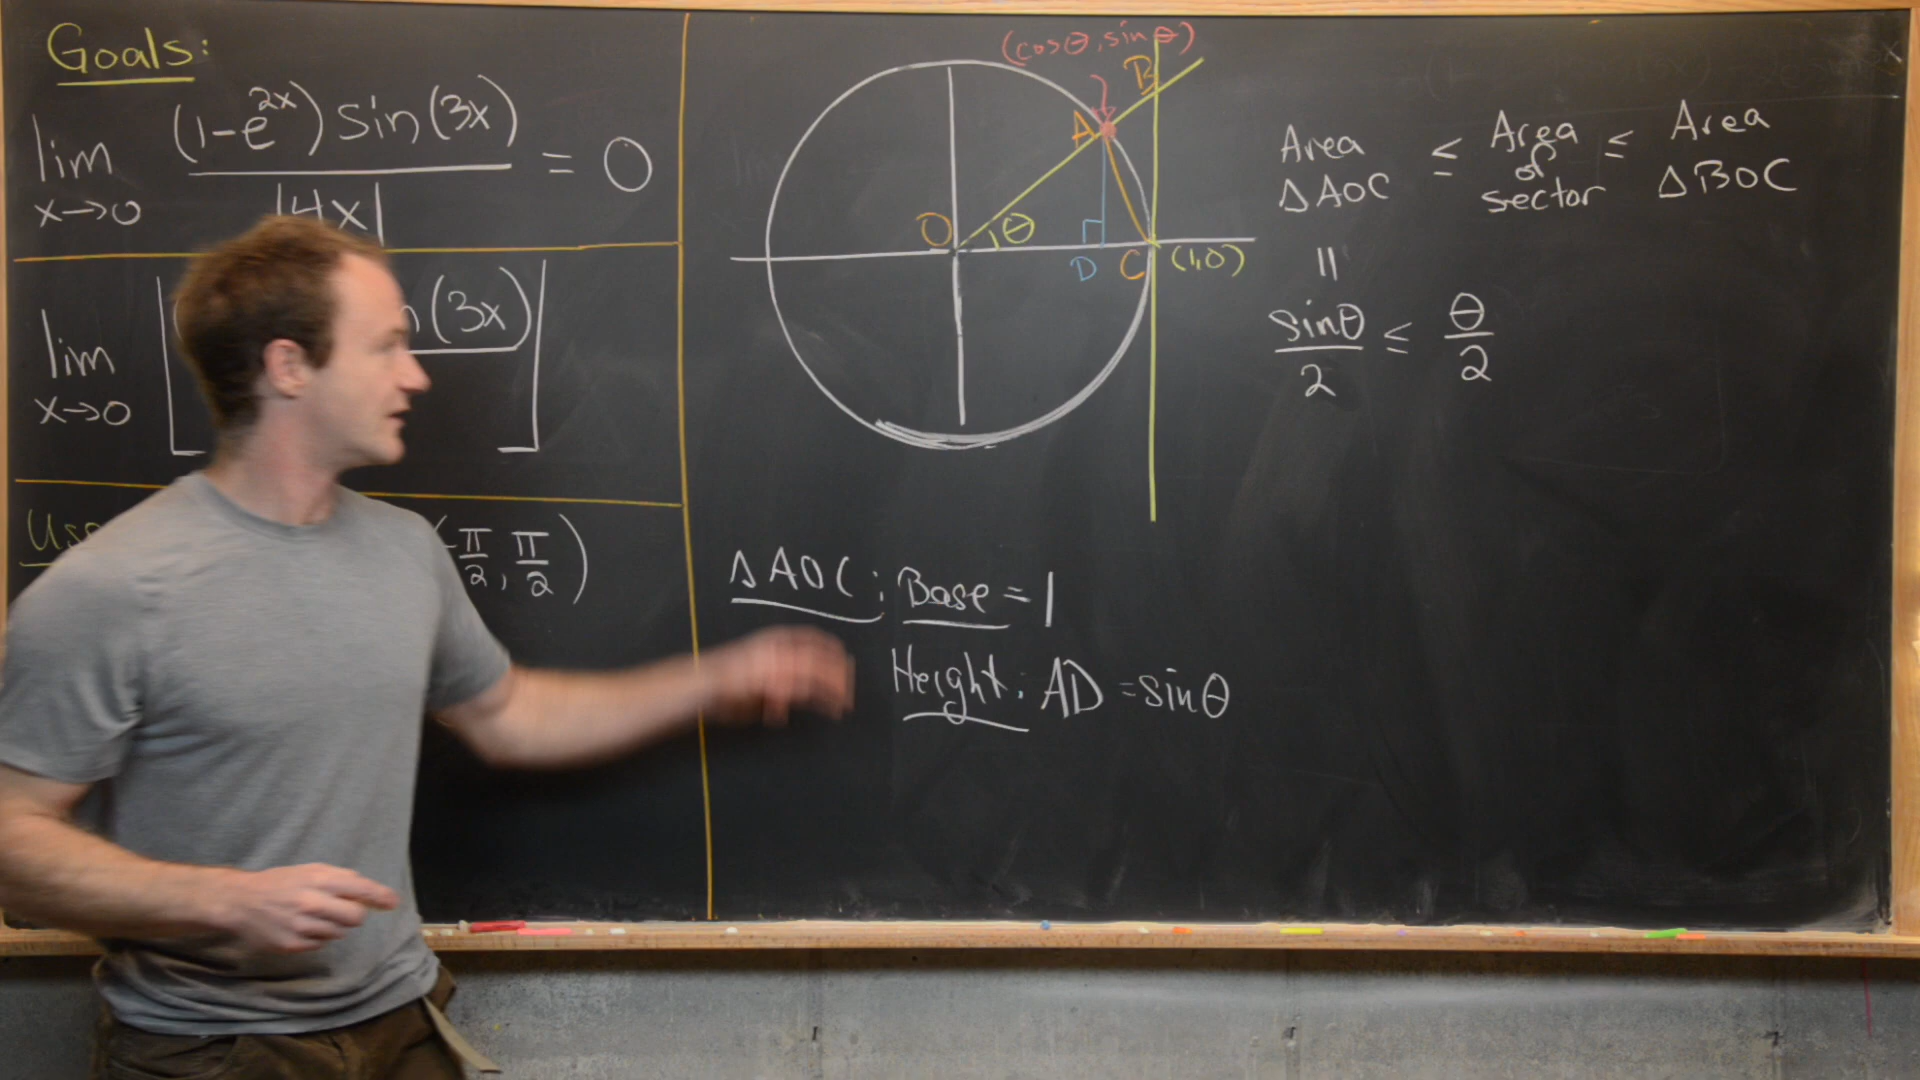 Goals:
lim x→0 (1-e^2x) sin(3x) / |4x| = 0
lim x→0 [ (3x) ]
(-π/2, π/2)
(cosθ, sinθ)
B
A
O θ
D C (1,0)
Area ΔAOC ≤ Area of sector ≤ Area ΔBOC
||
sinθ/2 ≤ θ/2
ΔAOC: Base = 1
Height: AD = sinθ